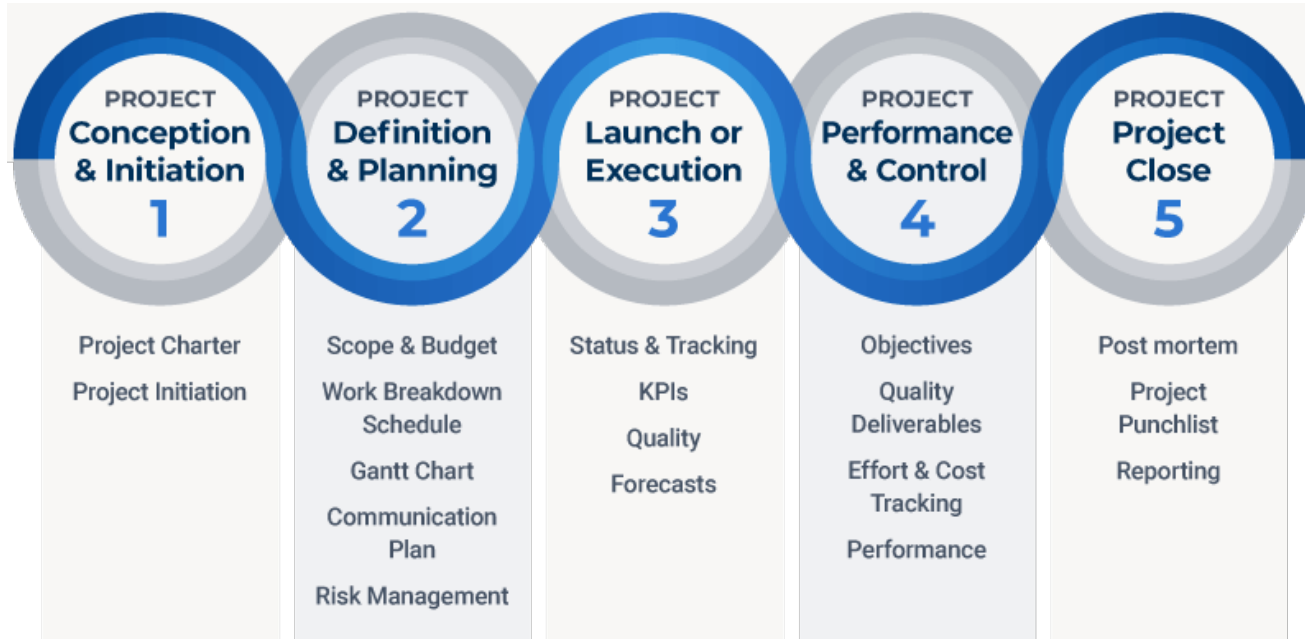 PROJECT
Conception
& Initiation
1
Project Charter
Project Initiation
PROJECT
Definition
& Planning
2
Scope & Budget
Work Breakdown
Schedule
Gantt Chart
Communication
Plan
Risk Management
PROJECT
Launch or
Execution
3
Status & Tracking
KPIs
Quality
Forecasts
PROJECT
Performance
& Control
4
Objectives
Quality
Deliverables
Effort & Cost
Tracking
Performance
PROJECT
Project
Close
5
Post mortem
Project
Punchlist
Reporting